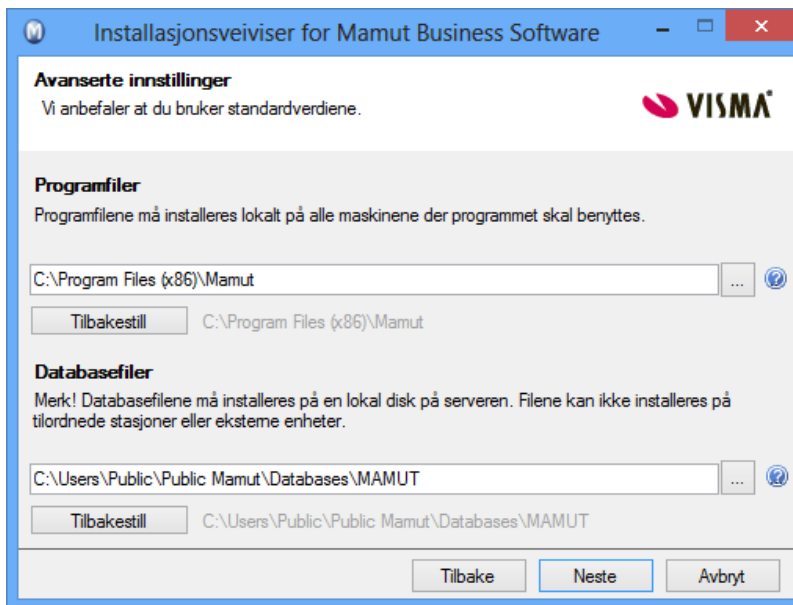 Installasjonsveiviser for Mamut Business Software
Avanserte innstillinger
Vi anbefaler at du bruker standardverdiene.
VISMA
Programfiler
Programfilene må installeres lokalt på alle maskinene der programmet skal benyttes.
C:\Program Files (x86)\Mamut
...
Tilbakestill
C:\Program Files (x86)\Mamut
Databasefiler
Merk! Databasefilene må installeres på en lokal disk på serveren. Filene kan ikke installeres på
tilordnede stasjoner eller eksterne enheter.
C:\Users\Public\Public Mamut\Databases\MAMUT
...
Tilbakestill
C:\Users\Public\Public Mamut\Databases\MAMUT
Tilbake
Neste
Avbryt